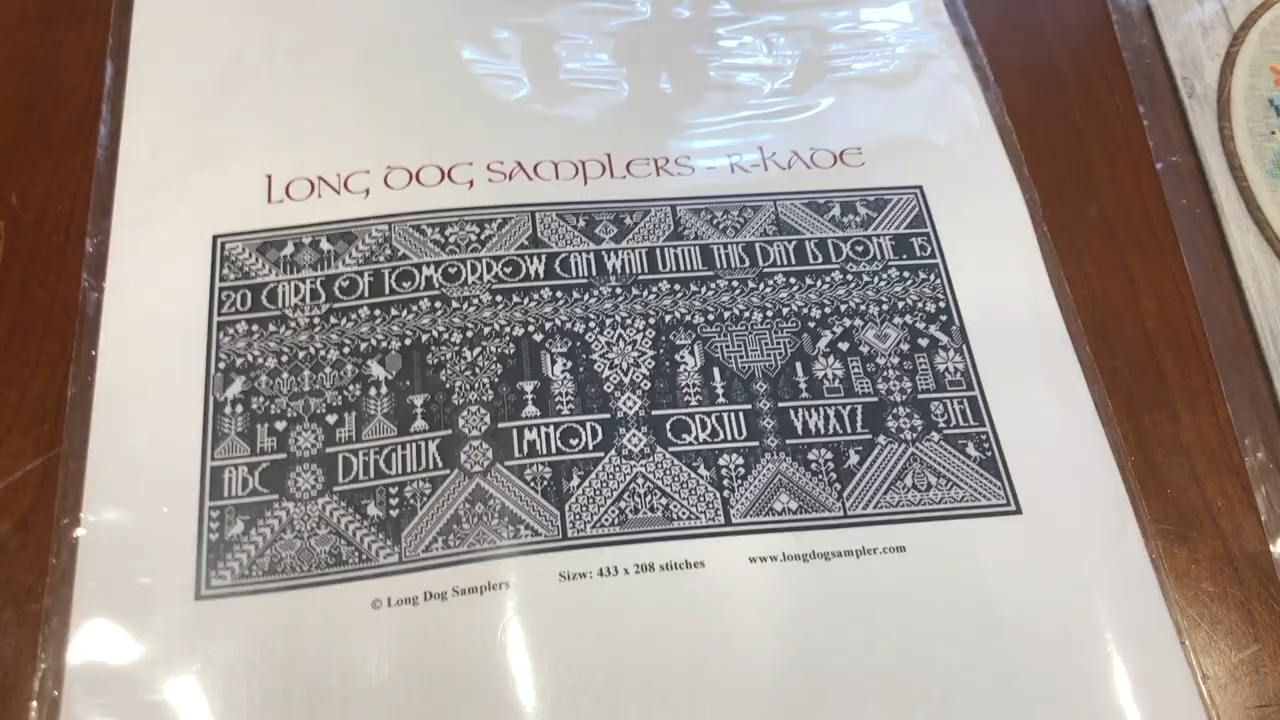 LONG DOG SAMPLERS - R-KADE
20 CARES OF TOMORROW CAN WAIT UNTIL THIS DAY IS DONE. 15
ABC DEFGHIJK LMNOP QRSTU VWXYZ JEL
© Long Dog Samplers Sizw: 433 x 208 stitches www.longdogsampler.com